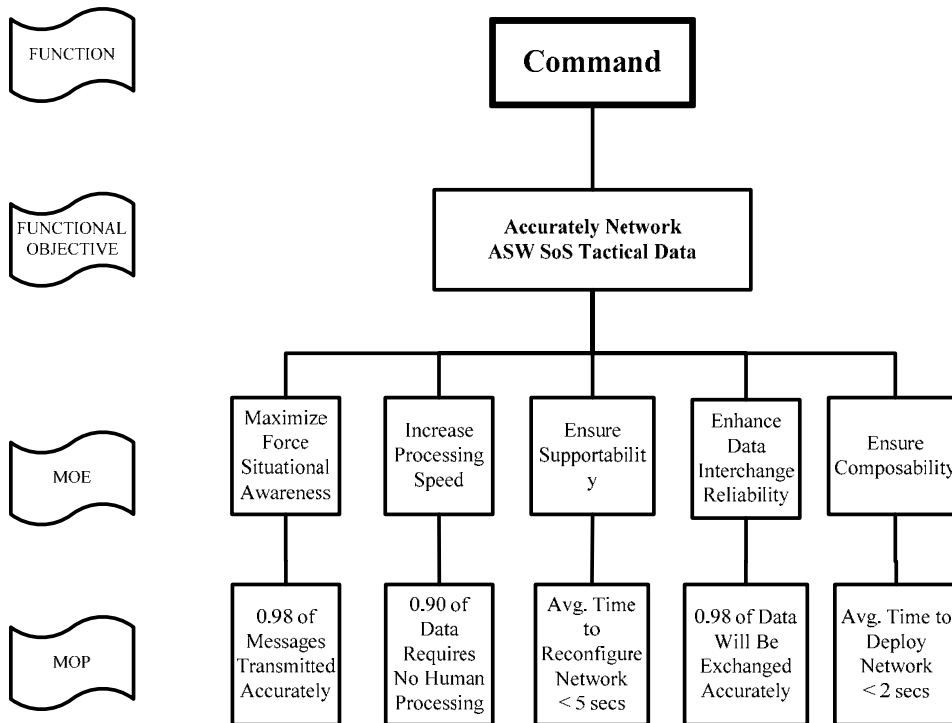 FUNCTION
Command
FUNCTIONAL
OBJECTIVE
Accurately Network
ASW SoS Tactical Data
MOE
Maximize
Force
Situational
Awareness
Increase
Processing
Speed
Ensure
Supportabilit
y
Enhance
Data
Interchange
Reliability
Ensure
Composability
MOP
0.98 of
Messages
Transmitted
Accurately
0.90 of
Data
Requires
No Human
Processing
Avg. Time
to
Reconfigure
Network
< 5 secs
0.98 of Data
Will Be
Exchanged
Accurately
Avg. Time to
Deploy
Network
< 2 secs